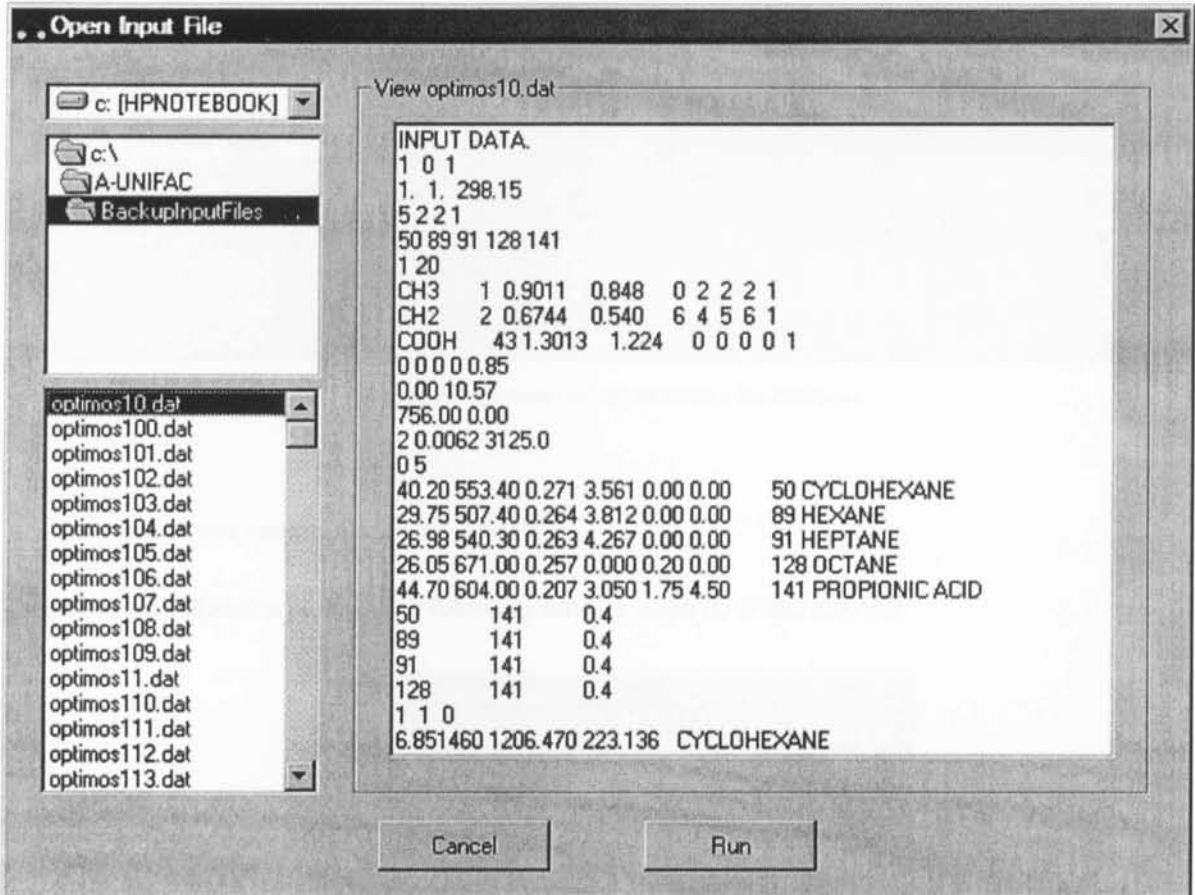 Open Input File
c: [HPNOTEBOOK]
c:\
A-UNIFAC
BackupInputFiles
optimos10.dat
optimos100.dat
optimos101.dat
optimos102.dat
optimos103.dat
optimos104.dat
optimos105.dat
optimos106.dat
optimos107.dat
optimos108.dat
optimos109.dat
optimos11.dat
optimos110.dat
optimos111.dat
optimos112.dat
optimos113.dat
View optimos10.dat
INPUT DATA.
1 0 1
1. 1. 298.15
5 2 2 1
50 89 91 128 141
1 20
CH3 1 0.9011 0.848 0 2 2 2 1
CH2 2 0.6744 0.540 6 4 5 6 1
COOH 43 1.3013 1.224 0 0 0 0 1
0 0 0 0 0.85
0.00 10.57
756.00 0.00
2 0.0062 3125.0
0 5
40.20 553.40 0.271 3.561 0.00 0.00 50 CYCLOHEXANE
29.75 507.40 0.264 3.812 0.00 0.00 89 HEXANE
26.98 540.30 0.263 4.267 0.00 0.00 91 HEPTANE
26.05 671.00 0.257 0.000 0.20 0.00 128 OCTANE
44.70 604.00 0.207 3.050 1.75 4.50 141 PROPIONIC ACID
50 141 0.4
89 141 0.4
91 141 0.4
128 141 0.4
1 1 0
6.851460 1206.470 223.136 CYCLOHEXANE
Cancel
Run